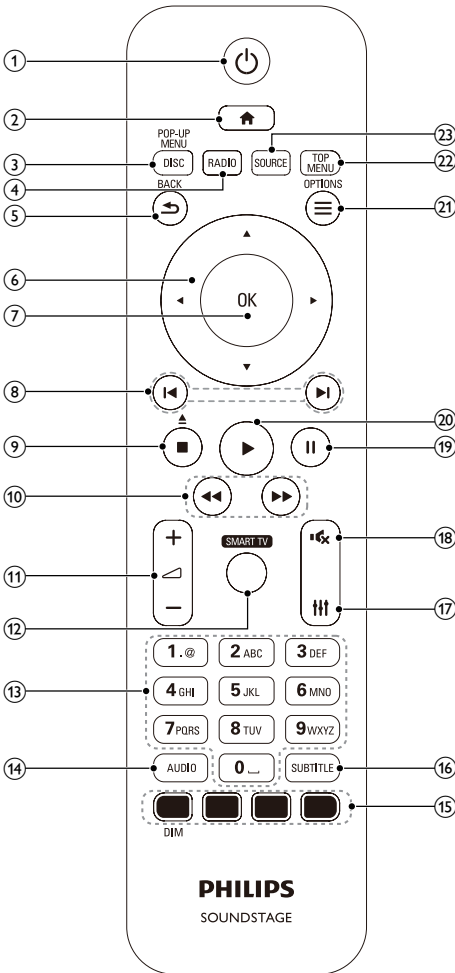 1
2
23
POP-UP
MENU
3
DISC
RADIO
SOURCE
TOP
MENU
22
4
BACK
OPTIONS
5
21
6
OK
7
8
20
9
19
10
SMART TV
18
11
+
−
17
12
1.@
2 ABC
3 DEF
13
4 GHI
5 JKL
6 MNO
7 PQRS
8 TUV
9 WXYZ
14
AUDIO
0
SUBTITLE
16
15
DIM
PHILIPS
SOUNDSTAGE